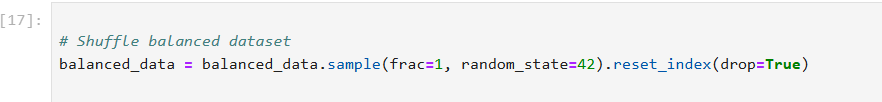 [17]:
# Shuffle balanced dataset
balanced_data = balanced_data.sample(frac=1, random_state=42).reset_index(drop=True)